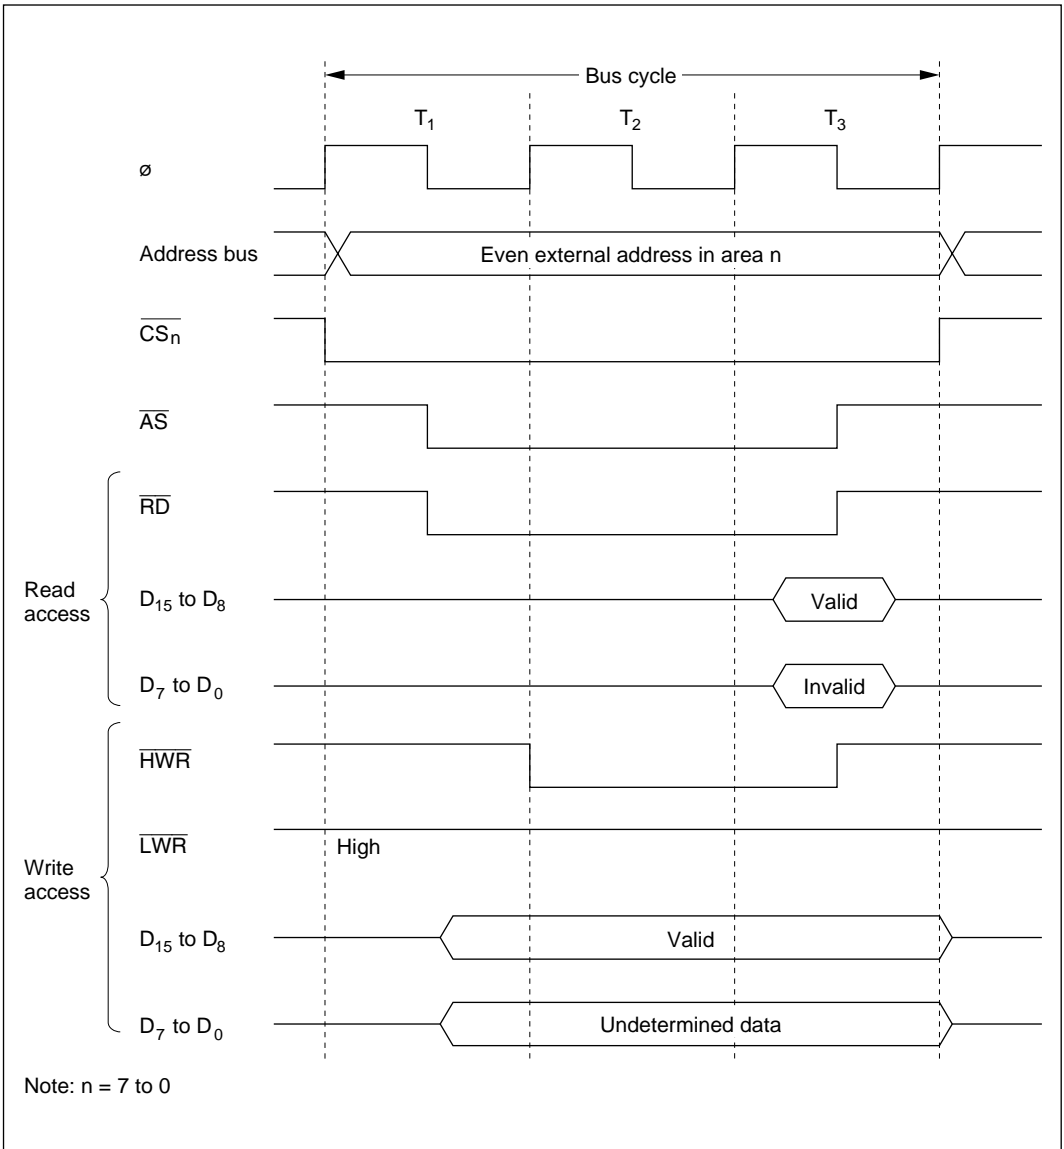 Bus cycle
T1 T2 T3
ø
Address bus Even external address in area n
CSn
AS
RD
Read access
D15 to D8 Valid
D7 to D0 Invalid
HWR
LWR High
Write access
D15 to D8 Valid
D7 to D0 Undetermined data
Note: n = 7 to 0